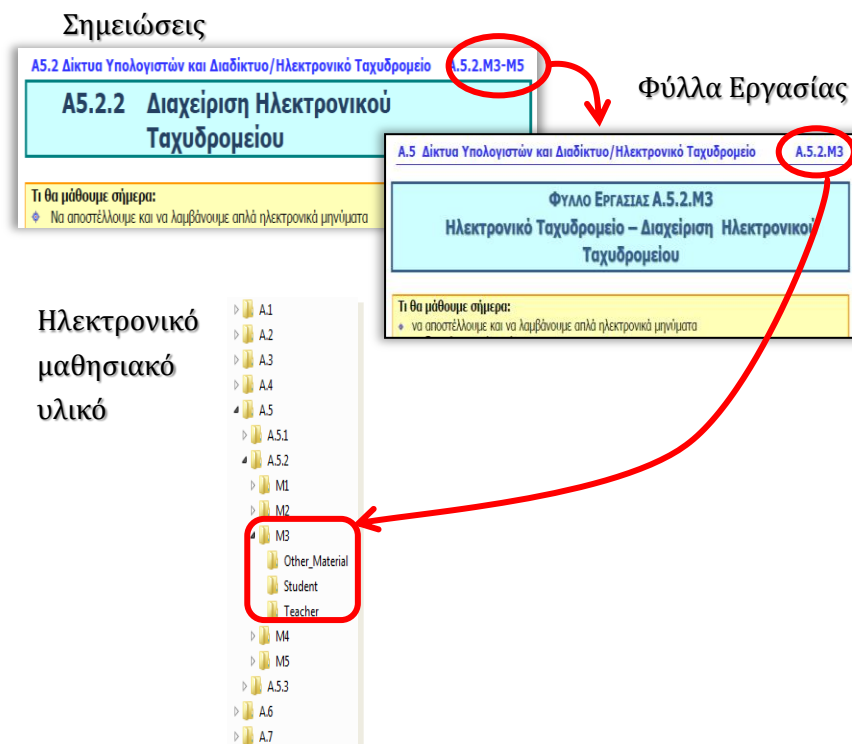 Σημειώσεις
Α5.2 Δίκτυα Υπολογιστών και Διαδίκτυο/Ηλεκτρονικό Ταχυδρομείο Α.5.2.Μ3-Μ5
Α5.2.2 Διαχείριση Ηλεκτρονικού
Ταχυδρομείου
Τι θα μάθουμε σήμερα:
Να αποστέλλουμε και να λαμβάνουμε απλά ηλεκτρονικά μηνύματα
Φύλλα Εργασίας
Α.5 Δίκτυα Υπολογιστών και Διαδίκτυο/Ηλεκτρονικό Ταχυδρομείο Α.5.2.Μ3
ΦΥΛΛΟ ΕΡΓΑΣΙΑΣ Α.5.2.Μ3
Ηλεκτρονικό Ταχυδρομείο – Διαχείριση Ηλεκτρονικού
Ταχυδρομείου
Τι θα μάθουμε σήμερα:
να αποστέλλουμε και να λαμβάνουμε απλά ηλεκτρονικά μηνύματα
Ηλεκτρονικό
μαθησιακό
υλικό
A.1
A.2
A.3
A.4
A.5
A.5.1
A.5.2
M1
M2
M3
Other_Material
Student
Teacher
M4
M5
A.5.3
A.6
A.7